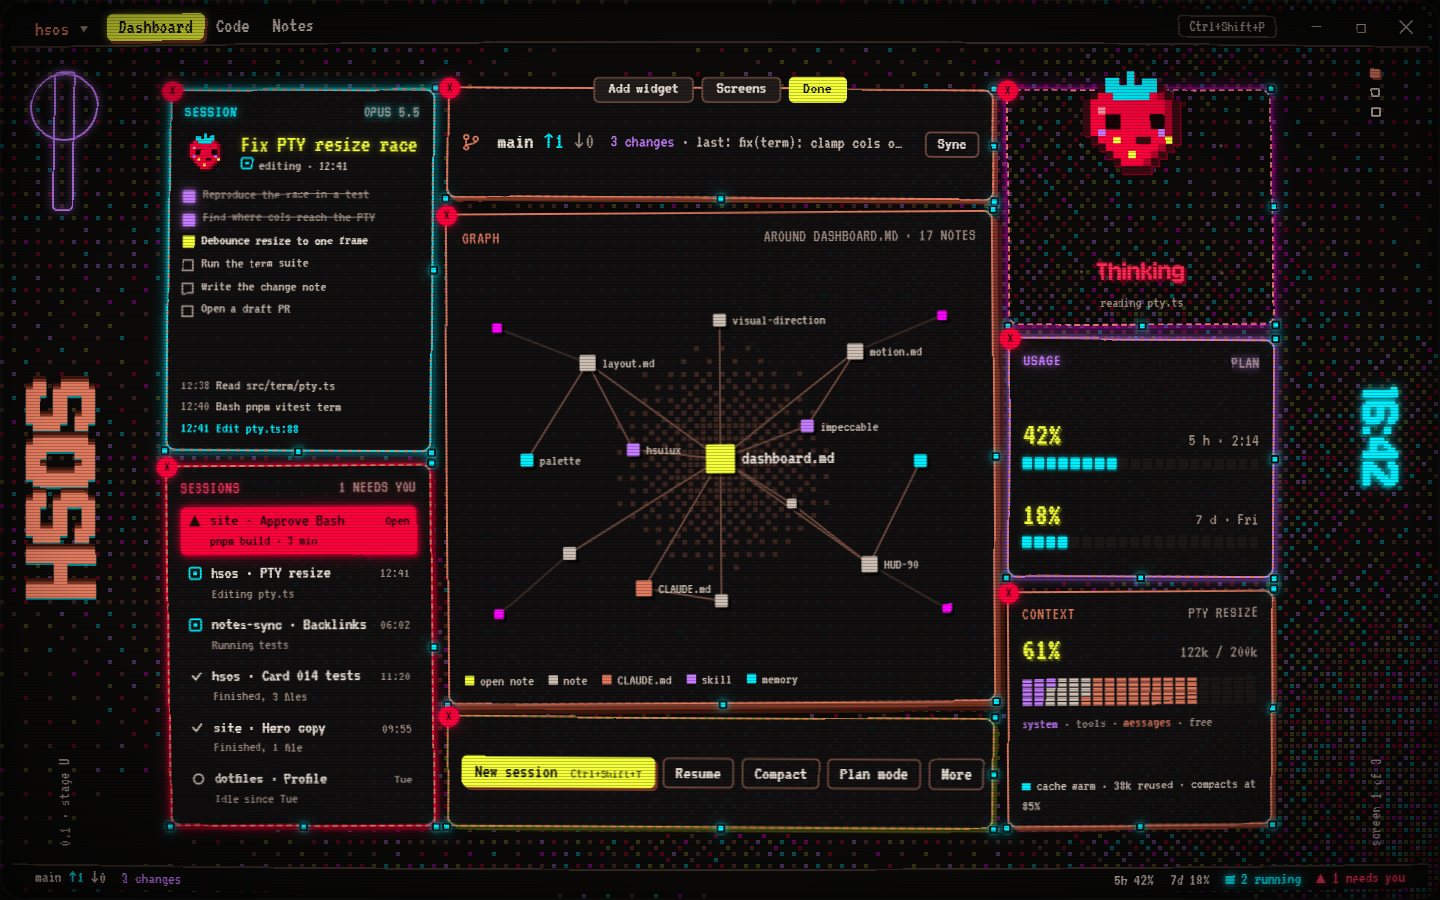 hsos ▾ Dashboard Code Notes Ctrl+Shift+P
SESSION OPUS 5.5
Fix PTY resize race
editing · 12:41
Reproduce the race in a test
Find where cols reach the PTY
Debounce resize to one frame
Run the term suite
Write the change note
Open a draft PR
12:38 Read src/term/pty.ts
12:40 Bash pnpm vitest term
12:41 Edit pty.ts:88
SESSIONS 1 NEEDS YOU
site · Approve Bash Open
pnpm build · 3 min
hsos · PTY resize 12:41
Editing pty.ts
notes-sync · Backlinks 06:02
Running tests
hsos · Card 014 tests 11:20
Finished, 3 files
site · Hero copy 09:55
Finished, 1 file
dotfiles · Profile Tue
Idle since Tue
Add widget Screens Done
main ↑1 ↓0 3 changes · last: fix(term): clamp cols o… Sync
GRAPH AROUND DASHBOARD.MD · 17 NOTES
visual-direction
layout.md
motion.md
impeccable
hsuiux
palette
dashboard.md
HUD-90
CLAUDE.md
open note note CLAUDE.md skill memory
New session Ctrl+Shift+T Resume Compact Plan mode More
Thinking
reading pty.ts
USAGE PLAN
42% 5 h · 2:14
18% 7 d · Fri
CONTEXT PTY RESIZE
61% 122k / 200k
system · tools · messages · free
cache warm · 38k reused · compacts at
85%
HSOS
0.1 · stage U
16:42
screen 1 of 3
main ↑1 ↓0 3 changes
5h 42% 7d 18% 2 running ▲ 1 needs you